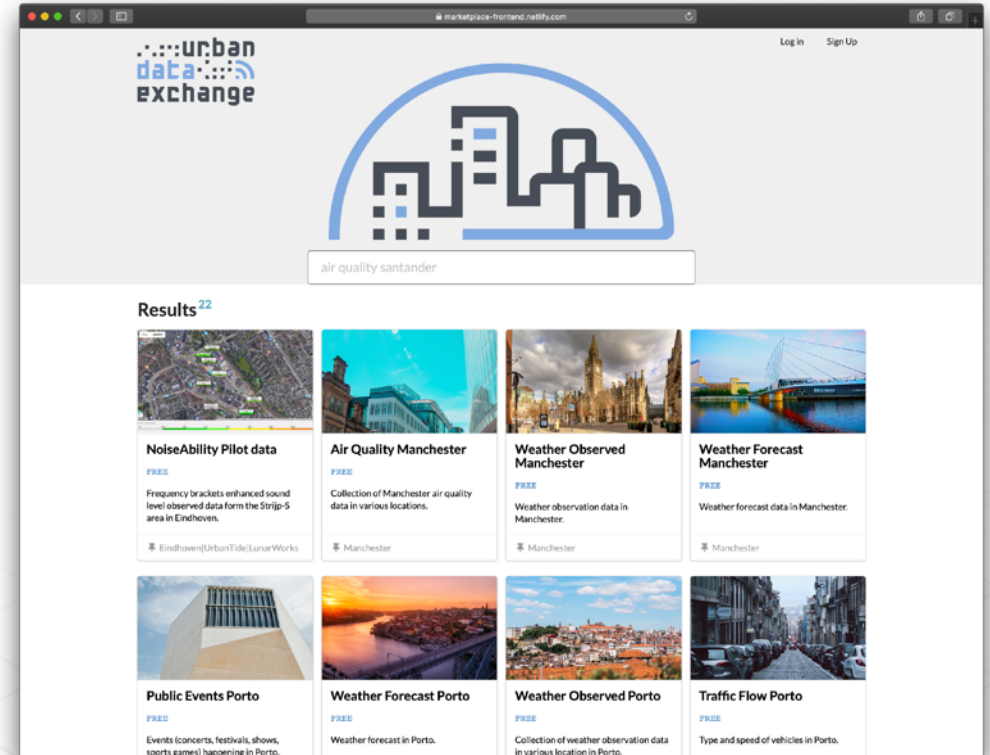 marketplace-frontend.netlify.com
urban
data
exchange
Log in Sign Up
air quality santander
Results 22
NoiseAbility Pilot data
FREE
Frequency brackets enhanced sound
level observed data form the Strijp-S
area in Eindhoven.
Eindhoven|UrbanTide|LunarWorks
Air Quality Manchester
FREE
Collection of Manchester air quality
data in various locations.
Manchester
Weather Observed
Manchester
FREE
Weather observation data in
Manchester.
Manchester
Weather Forecast
Manchester
FREE
Weather forecast data in Manchester.
Manchester
Public Events Porto
FREE
Events (concerts, festivals, shows,
sports games) happening in Porto.
Weather Forecast Porto
FREE
Weather forecast in Porto.
Weather Observed Porto
FREE
Collection of weather observation data
in various location in Porto.
Traffic Flow Porto
FREE
Type and speed of vehicles in Porto.